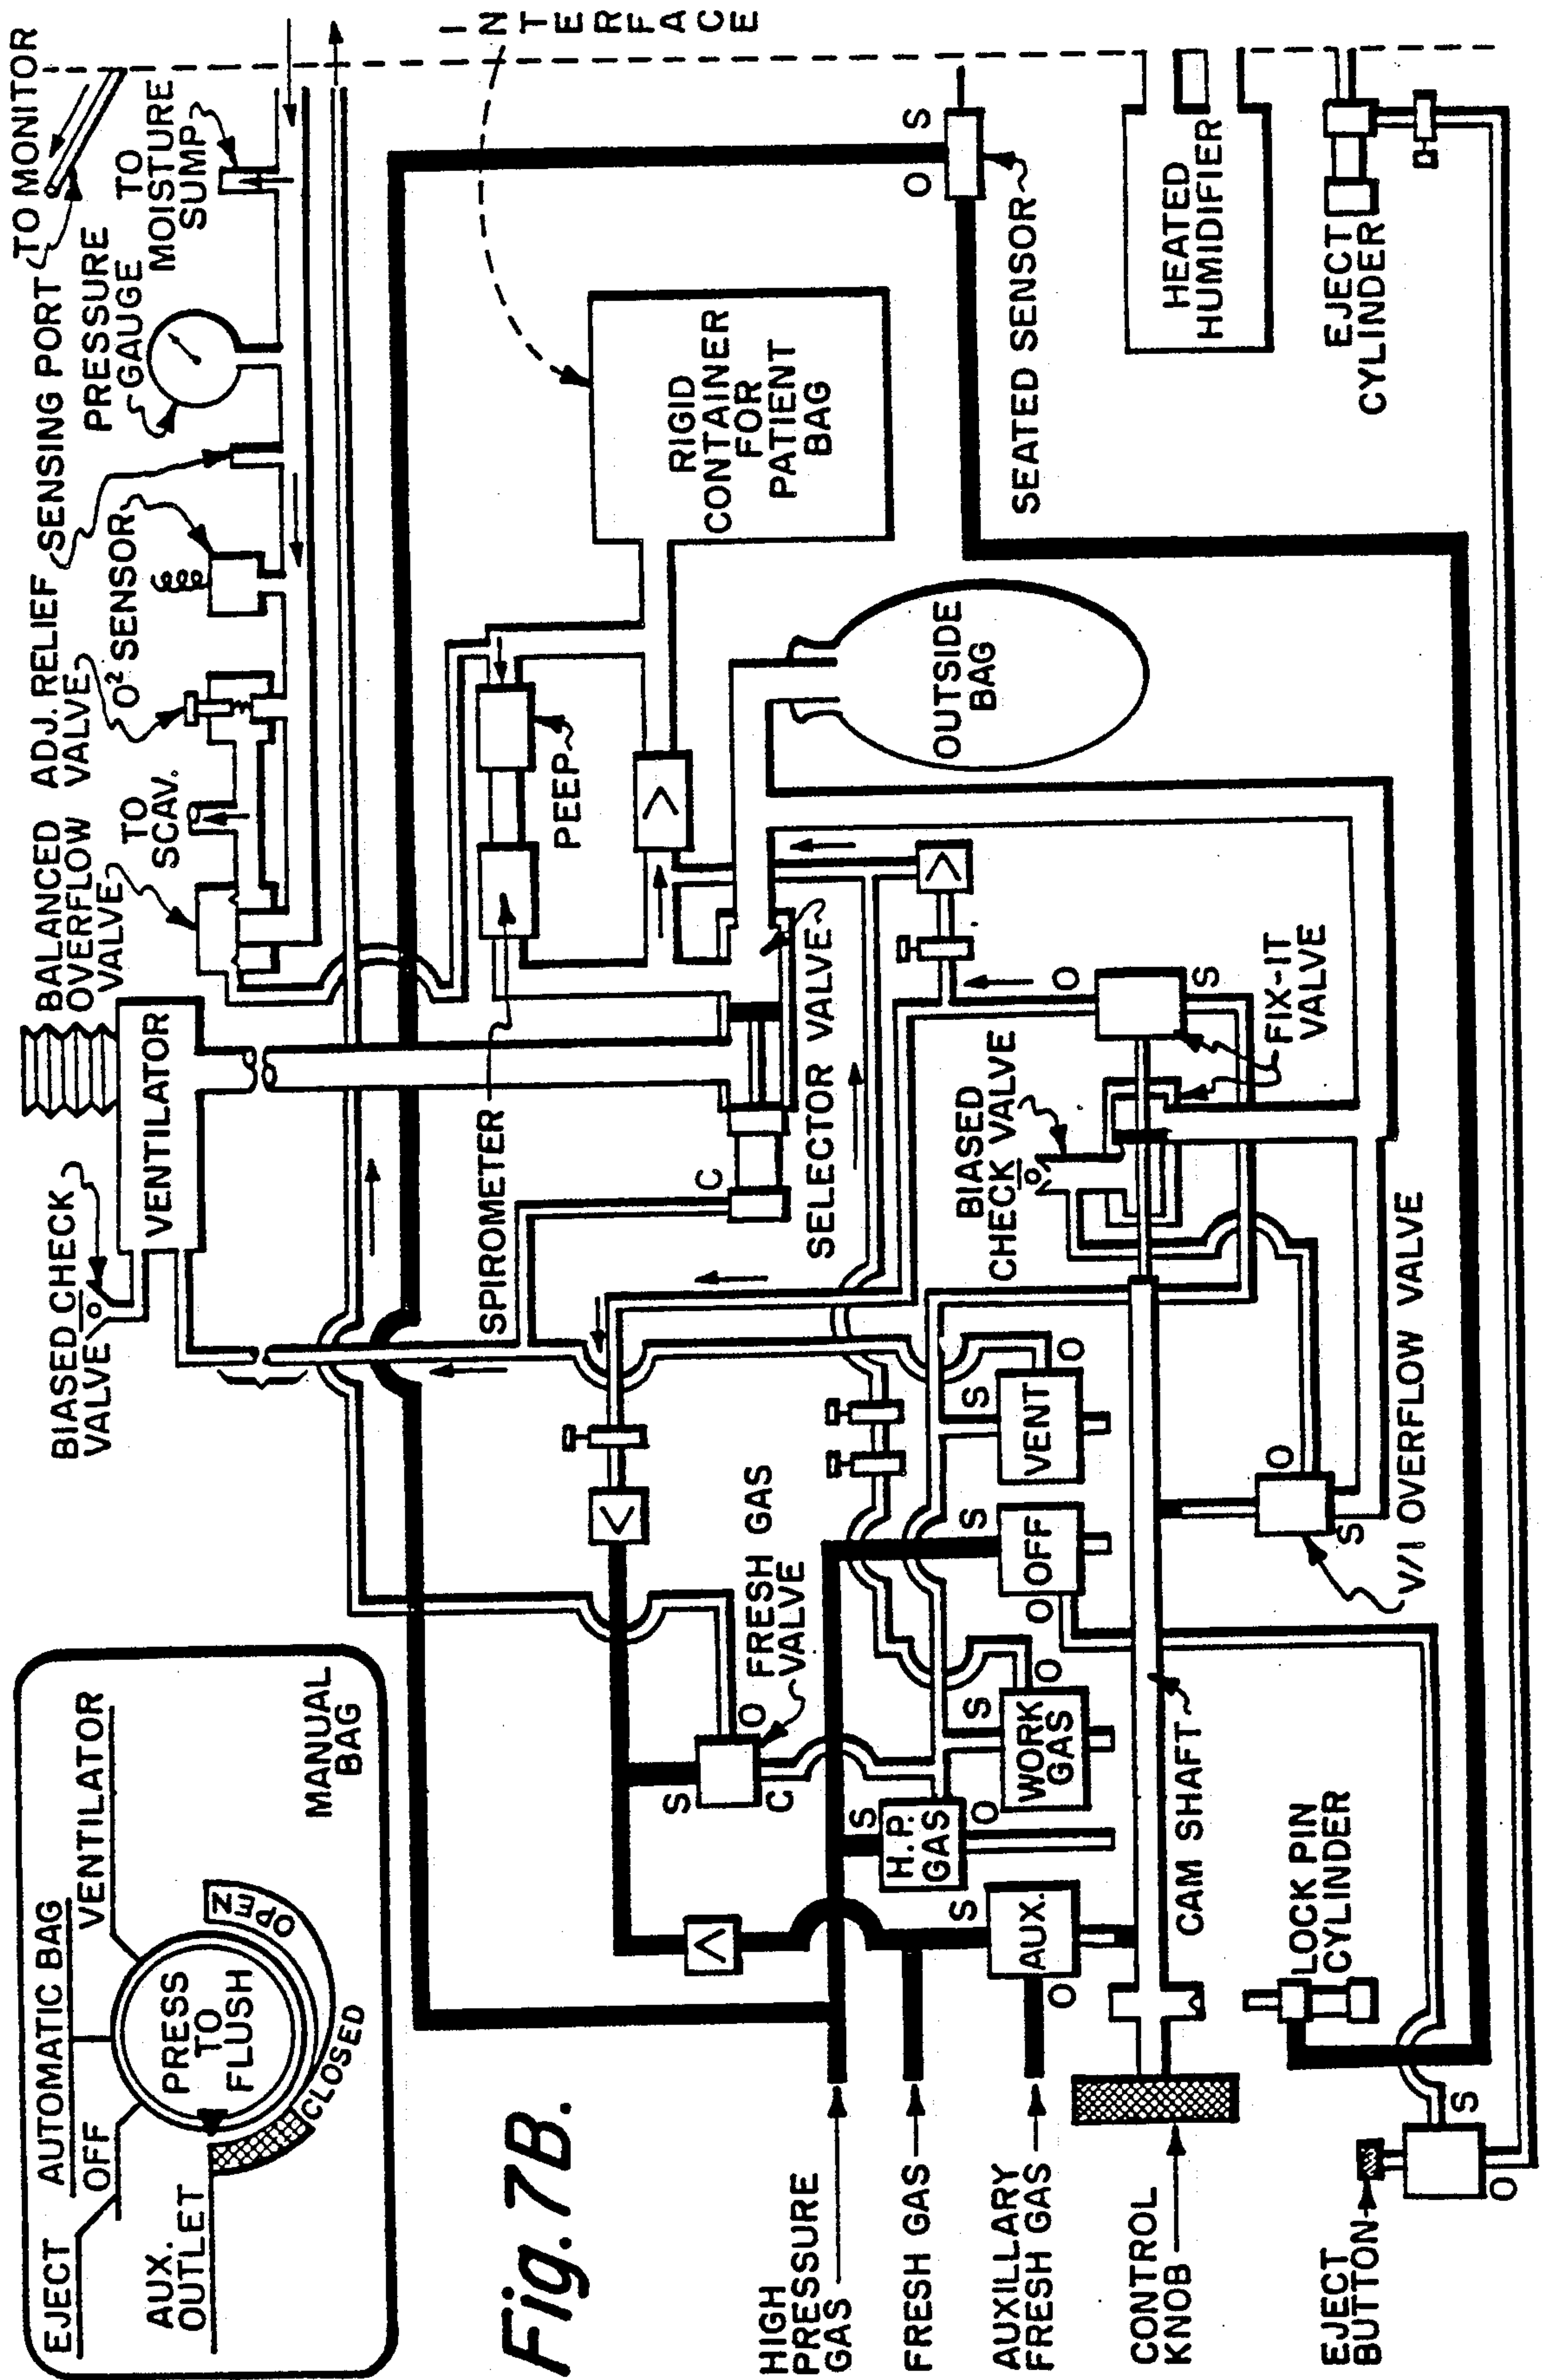 EJECT
AUTOMATIC BAG
OFF
VENTILATOR
AUX.
OUTLET
PRESS
TO
FLUSH
OPEN
CLOSED
MANUAL
BAG
Fig. 7B.
BIASED CHECK
VALVE
VENTILATOR
BALANCED
OVERFLOW
VALVE
TO
SCAV.
ADJ. RELIEF
VALVE
O² SENSOR
SENSING PORT
PRESSURE
GAUGE
TO
MOISTURE
SUMP
TO MONITOR
INTERFACE
SPIROMETER
PEEP
RIGID
CONTAINER
FOR
PATIENT
BAG
C
SELECTOR VALVE
OUTSIDE
BAG
O
S
SEATED SENSOR
HEATED
HUMIDIFIER
EJECT
CYLINDER
S
O
C
FRESH GAS
VALVE
HIGH
PRESSURE
GAS
FRESH GAS
AUXILLARY
FRESH GAS
CONTROL
KNOB
EJECT
BUTTON
S
H.P.
GAS
O
S
AUX.
O
S
WORK
GAS
O
S
OFF
O
S
VENT
O
BIASED
CHECK VALVE
O
S
FIX-IT
VALVE
CAM SHAFT
LOCK PIN
CYLINDER
O
S
V/I OVERFLOW VALVE
S
O